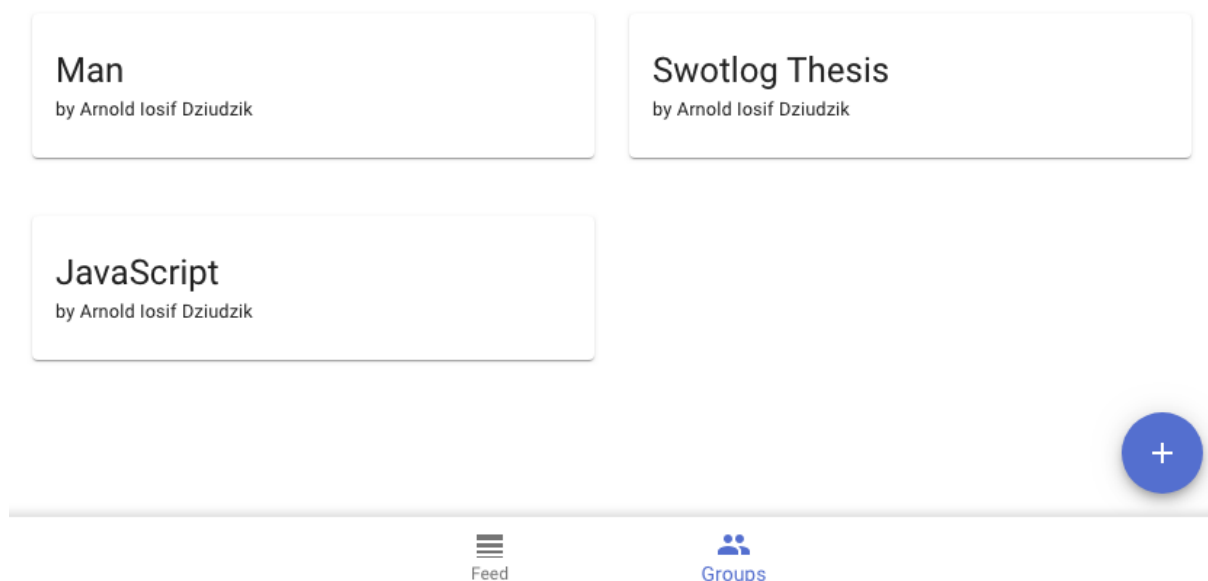 Man
by Arnold Iosif Dziudzik
Swotlog Thesis
by Arnold Iosif Dziudzik
JavaScript
by Arnold Iosif Dziudzik
+
Feed
Groups